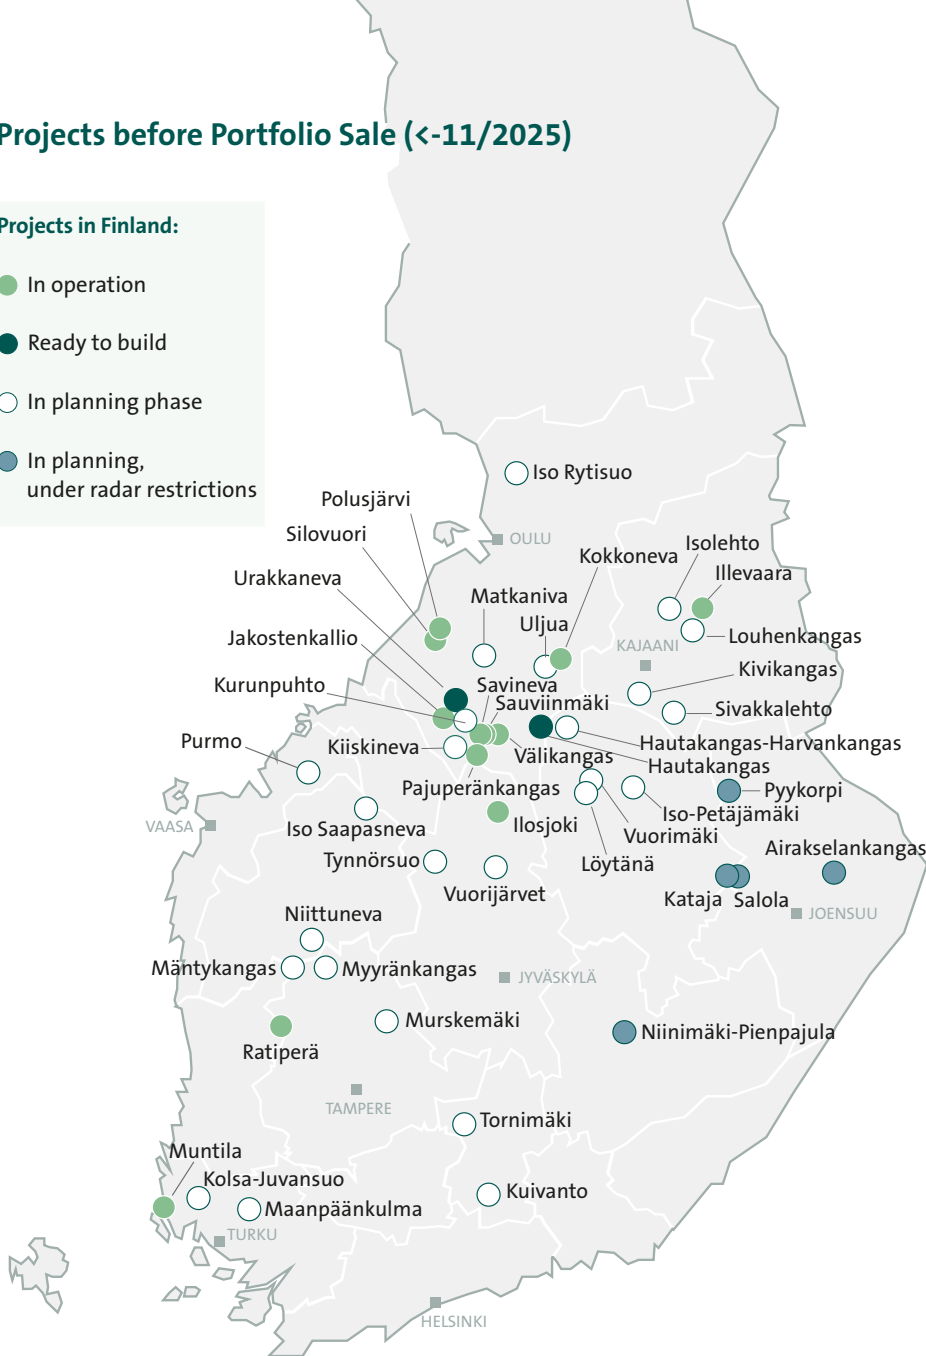 Projects before Portfolio Sale (<-11/2025)
Projects in Finland:
In operation
Ready to build
In planning phase
In planning,
under radar restrictions
Iso Rytisuo
Polusjärvi
Silovuori
OULU
Isolehto
Kokkoneva
Illevaara
Urakkaneva
Matkaniva
Uljua
Jakostenkallio
KAJAANI
Louhenkangas
Kivikangas
Kurunpuhto
Savineva
Sauviinmäki
Sivakkalehto
Purmo
Kiiskineva
Hautakangas-Harvankangas
Välikangas
Hautakangas
Pajuperänkangas
Pyykorpi
Iso-Petäjämäki
VAASA
Iso Saapasneva
Ilosjoki
Vuorimäki
Airakselankangas
Tynnörsuo
Löytänä
Vuorijärvet
Kataja
Salola
JOENSUU
Niittuneva
Mäntykangas
Myyränkangas
JYVÄSKYLÄ
Murskemäki
Niinimäki-Pienpajula
Ratiperä
TAMPERE
Tornimäki
Muntila
Kolsa-Juvansuo
Kuivanto
Maanpäänkulma
TURKU
HELSINKI